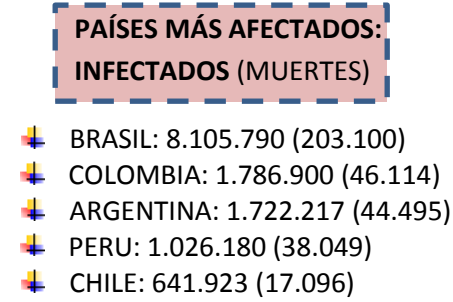 PAÍSES MÁS AFECTADOS:
INFECTADOS (MUERTES)
BRASIL: 8.105.790 (203.100)
COLOMBIA: 1.786.900 (46.114)
ARGENTINA: 1.722.217 (44.495)
PERU: 1.026.180 (38.049)
CHILE: 641.923 (17.096)